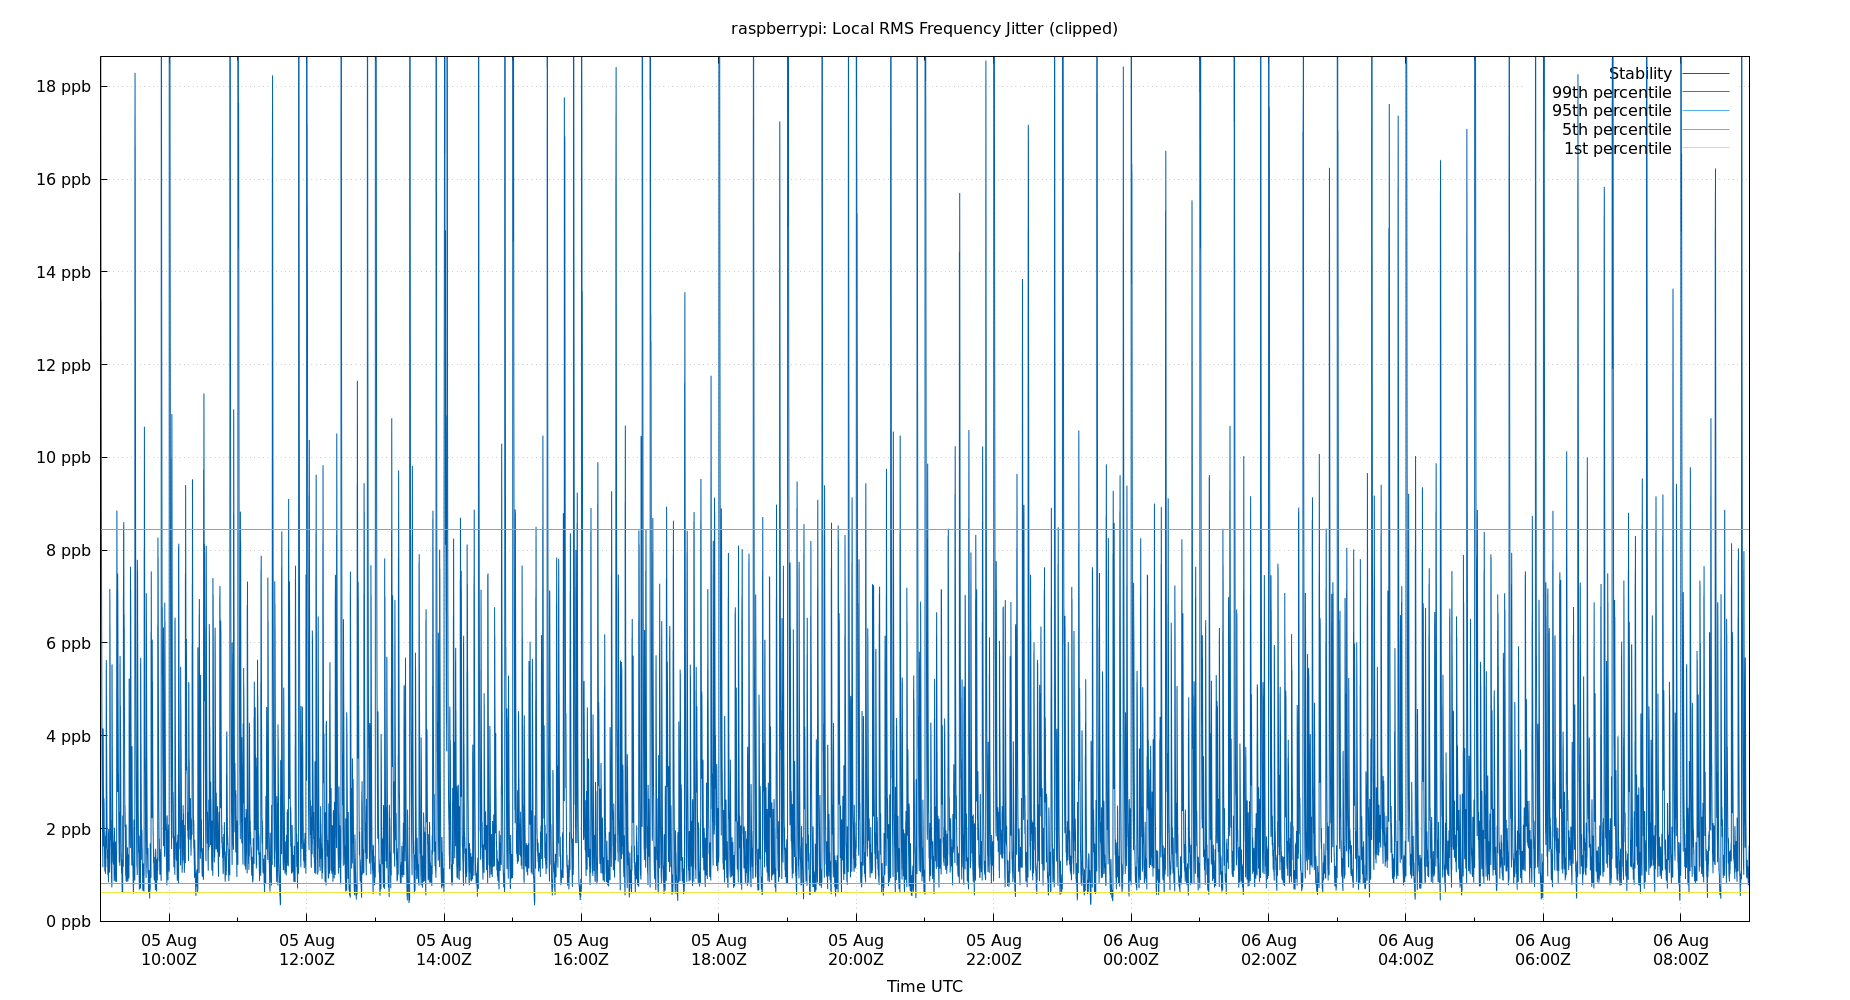 raspberrypi: Local RMS Frequency Jitter (clipped)
18 ppb
16 ppb
14 ppb
12 ppb
10 ppb
8 ppb
6 ppb
4 ppb
2 ppb
0 ppb
Stability
99th percentile
95th percentile
5th percentile
1st percentile
05 Aug 05 Aug 05 Aug 05 Aug 05 Aug 05 Aug 05 Aug 06 Aug 06 Aug 06 Aug 06 Aug 06 Aug
10:00Z 12:00Z 14:00Z 16:00Z 18:00Z 20:00Z 22:00Z 00:00Z 02:00Z 04:00Z 06:00Z 08:00Z
Time UTC